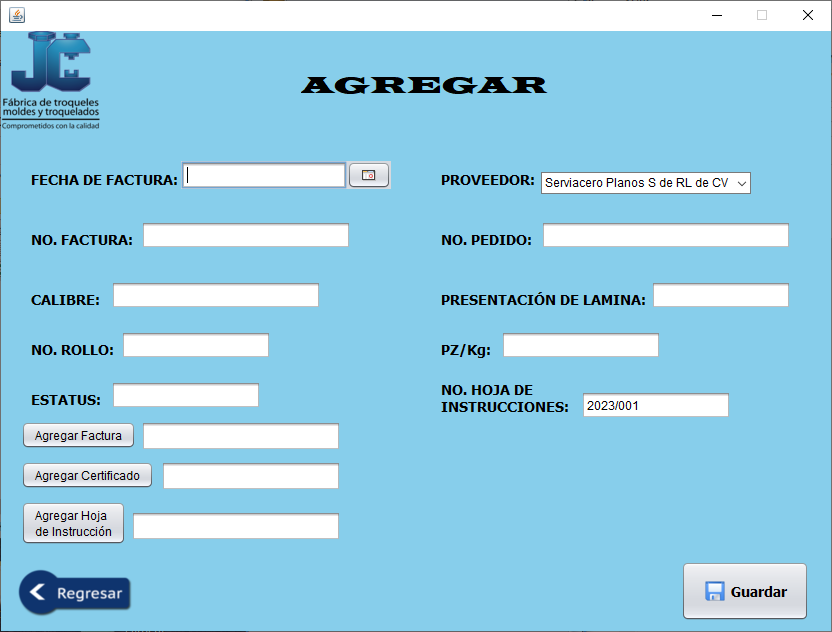 JC
Fábrica de troqueles
moldes y troquelados
Comprometidos con la calidad
AGREGAR
FECHA DE FACTURA:
PROVEEDOR: Serviacero Planos S de RL de CV
NO. FACTURA:
NO. PEDIDO:
CALIBRE:
PRESENTACIÓN DE LAMINA:
NO. ROLLO:
PZ/Kg:
ESTATUS:
NO. HOJA DE
INSTRUCCIONES: 2023/001
Agregar Factura
Agregar Certificado
Agregar Hoja
de Instrucción
Regresar
Guardar